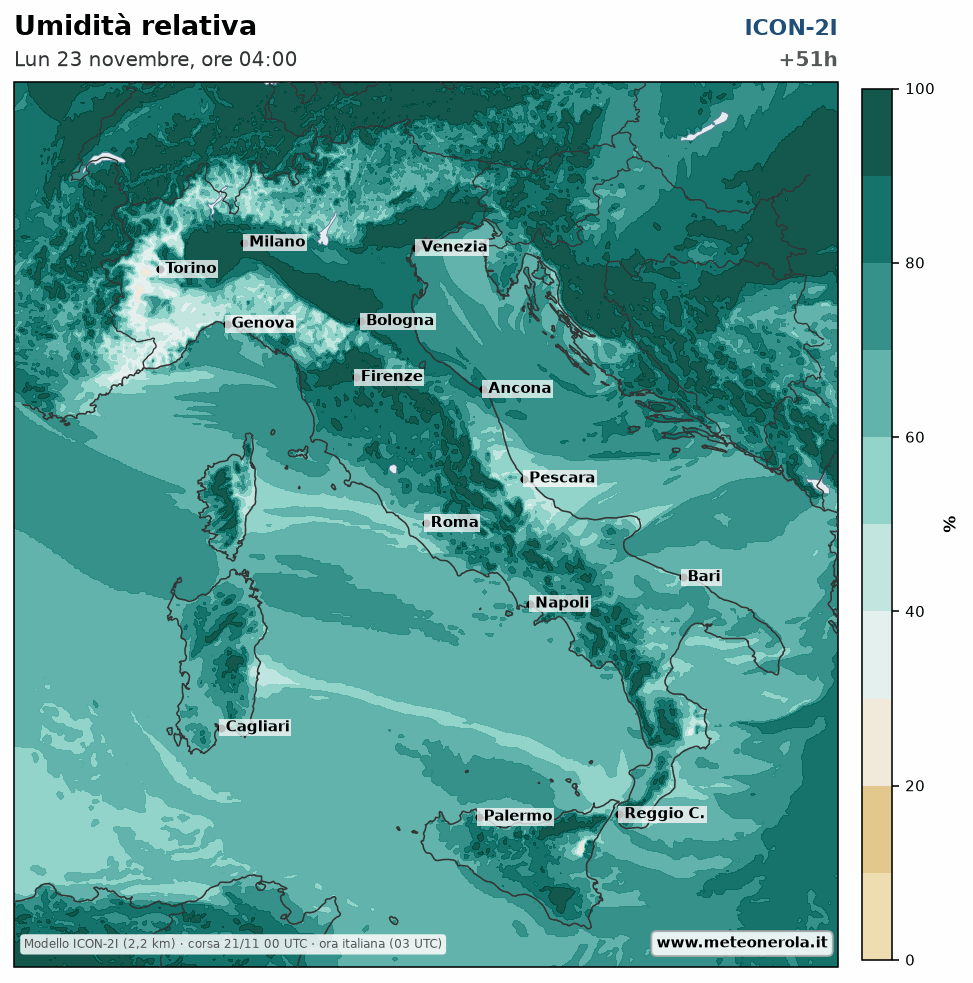 Umidità relativa
ICON-2I
Lun 23 novembre, ore 04:00
+51h
100
80
60
40
20
0
%
Milano
Venezia
Torino
Genova
Bologna
Firenze
Ancona
Pescara
Roma
Bari
Napoli
Cagliari
Palermo
Reggio C.
Modello ICON-2I (2,2 km) · corsa 21/11 00 UTC · ora italiana (03 UTC)
www.meteonerola.it